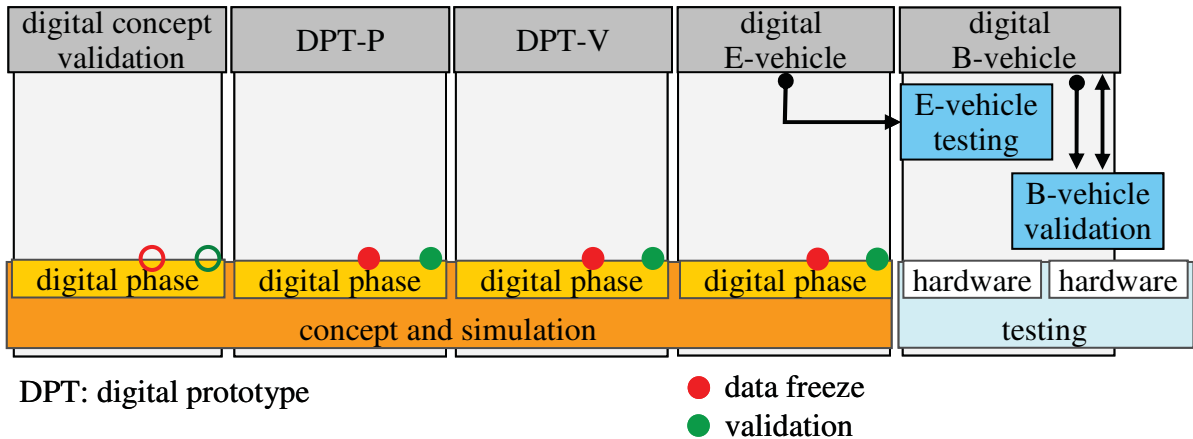 digital concept
validation
DPT-P
DPT-V
digital
E-vehicle
digital
B-vehicle
E-vehicle
testing
B-vehicle
validation
digital phase
digital phase
digital phase
digital phase
hardware
hardware
concept and simulation
testing
DPT: digital prototype
data freeze
validation